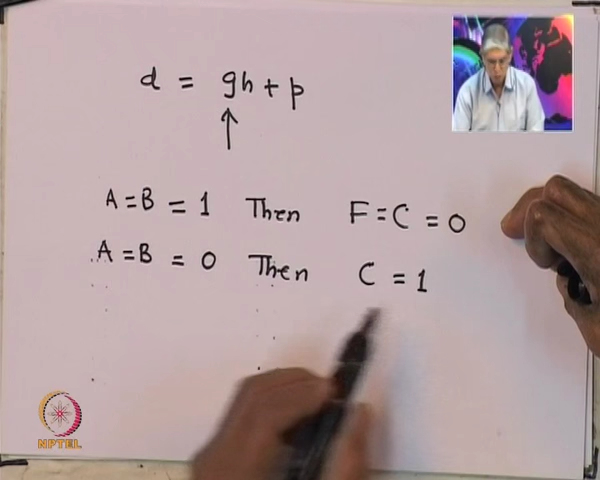 d = gh + p
A = B = 1 Then F = C = 0
A = B = 0 Then C = 1
NPTEL